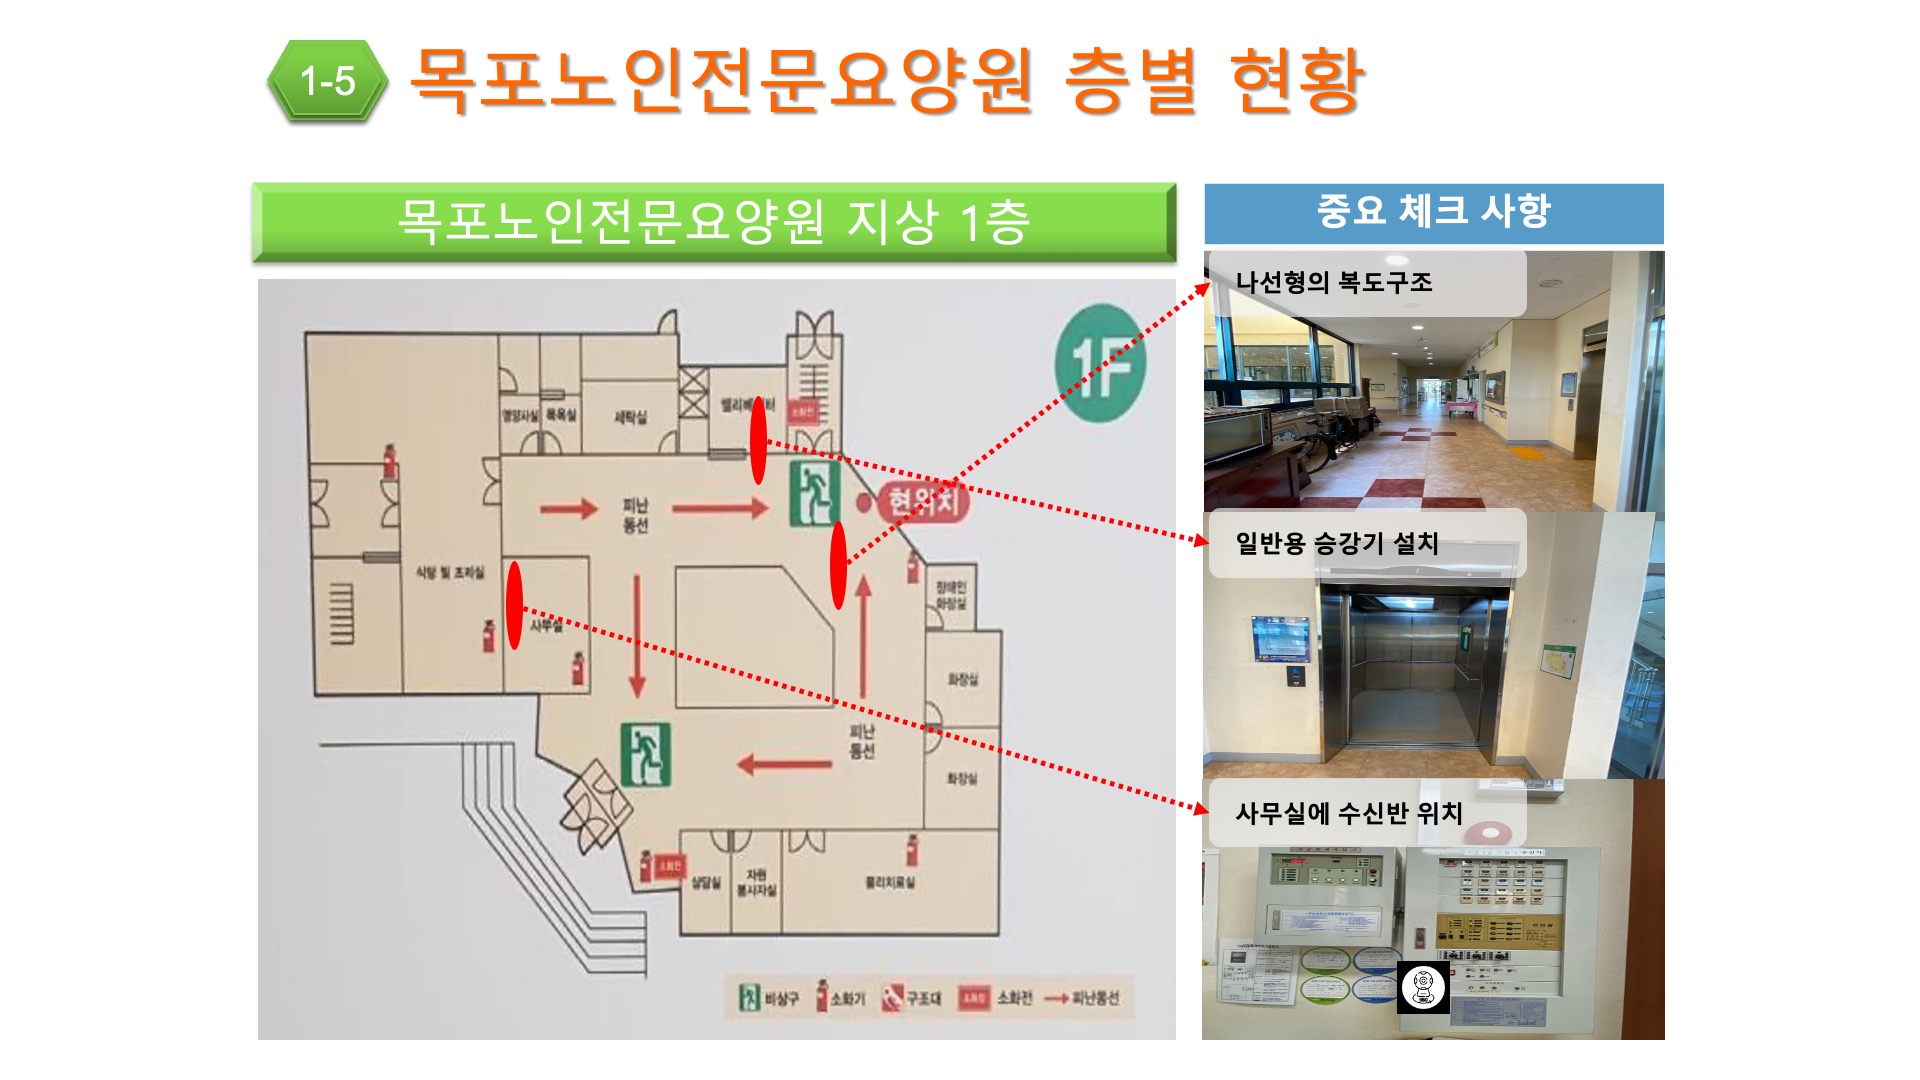 1-5
목포노인전문요양원 층별 현황
목포노인전문요양원 지상 1층
중요 체크 사항
나선형의 복도구조
1F
엘리베 터
소화전
영양사실
목욕실
세탁실
피난
동선
현위치
일반용 승강기 설치
식당 및 조리실
장애인
화장실
사무실
화장실
피난
동선
화장실
사무실에 수신반 위치
소화전
상담실
자원
봉사자실
물리치료실
비상구
소화기
구조대
소화전
피난동선